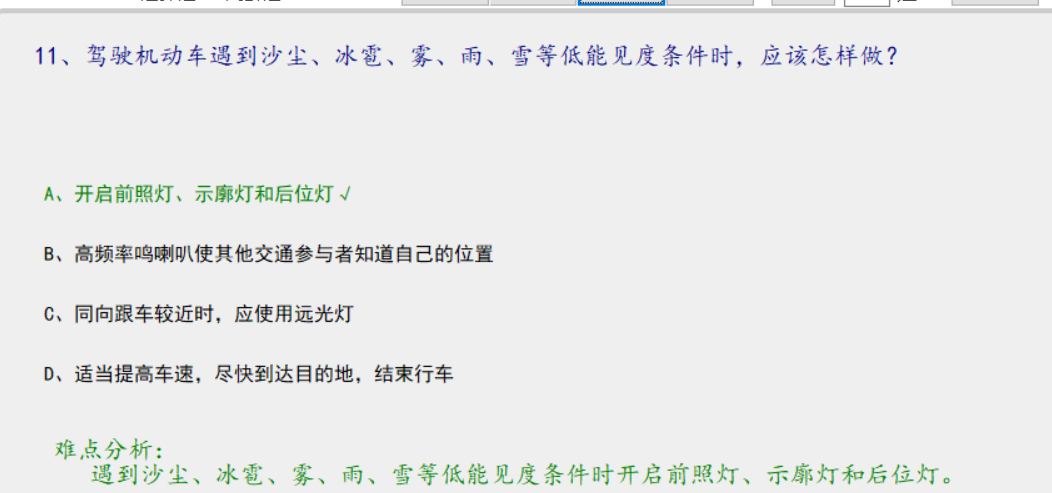 11、驾驶机动车遇到沙尘、冰雹、雾、雨、雪等低能见度条件时，应该怎样做？
A、开启前照灯、示廓灯和后位灯√
B、高频率鸣喇叭使其他交通参与者知道自己的位置
C、同向跟车较近时，应使用远光灯
D、适当提高车速，尽快到达目的地，结束行车
难点分析：
遇到沙尘、冰雹、雾、雨、雪等低能见度条件时开启前照灯、示廓灯和后位灯。